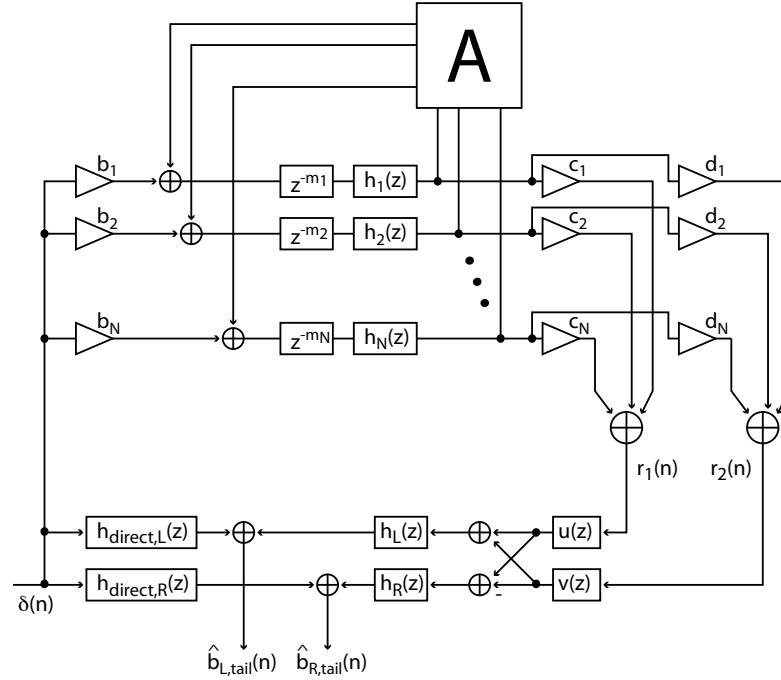 A
b1 c1 d1
z-m1 h1(z)
b2 c2 d2
z-m2 h2(z)
bN cN dN
z-mN hN(z)
r1(n) r2(n)
hdirect,L(z) hL(z) u(z)
hdirect,R(z) hR(z) v(z)
-
δ(n)
b̂L,tail(n) b̂R,tail(n)